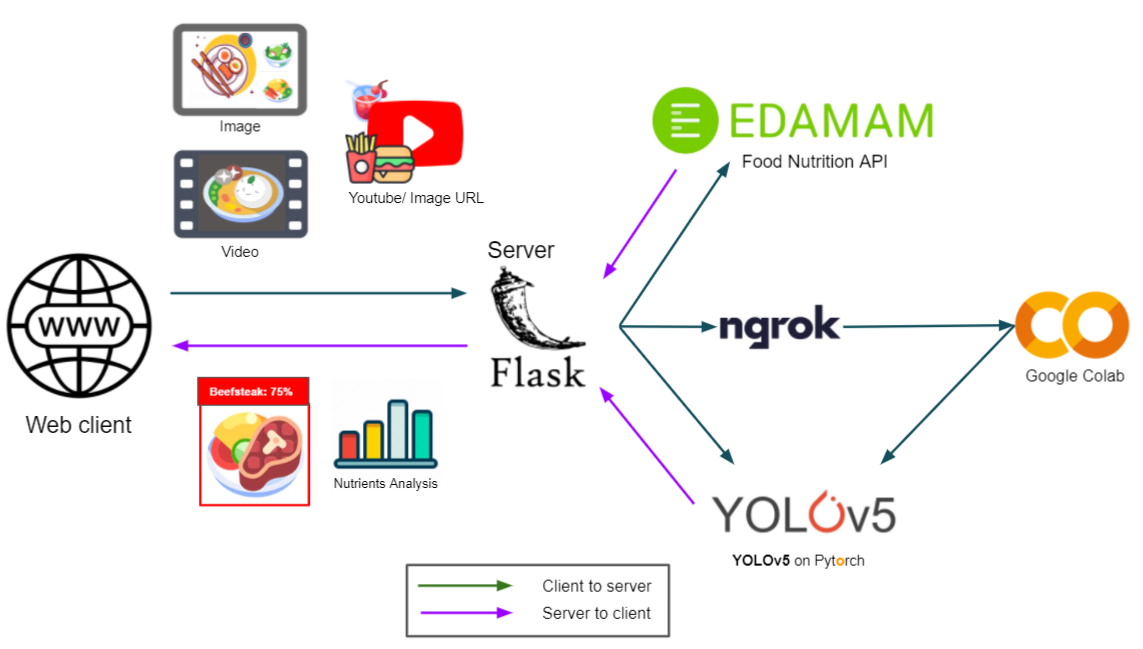 Image
Youtube/ Image URL
Video
EDAMAM
Food Nutrition API
Server
WWW
Flask
ngrok
Google Colab
Web client
Beefsteak: 75%
Nutrients Analysis
YOLOv5
YOLOv5 on Pytorch
Client to server
Server to client